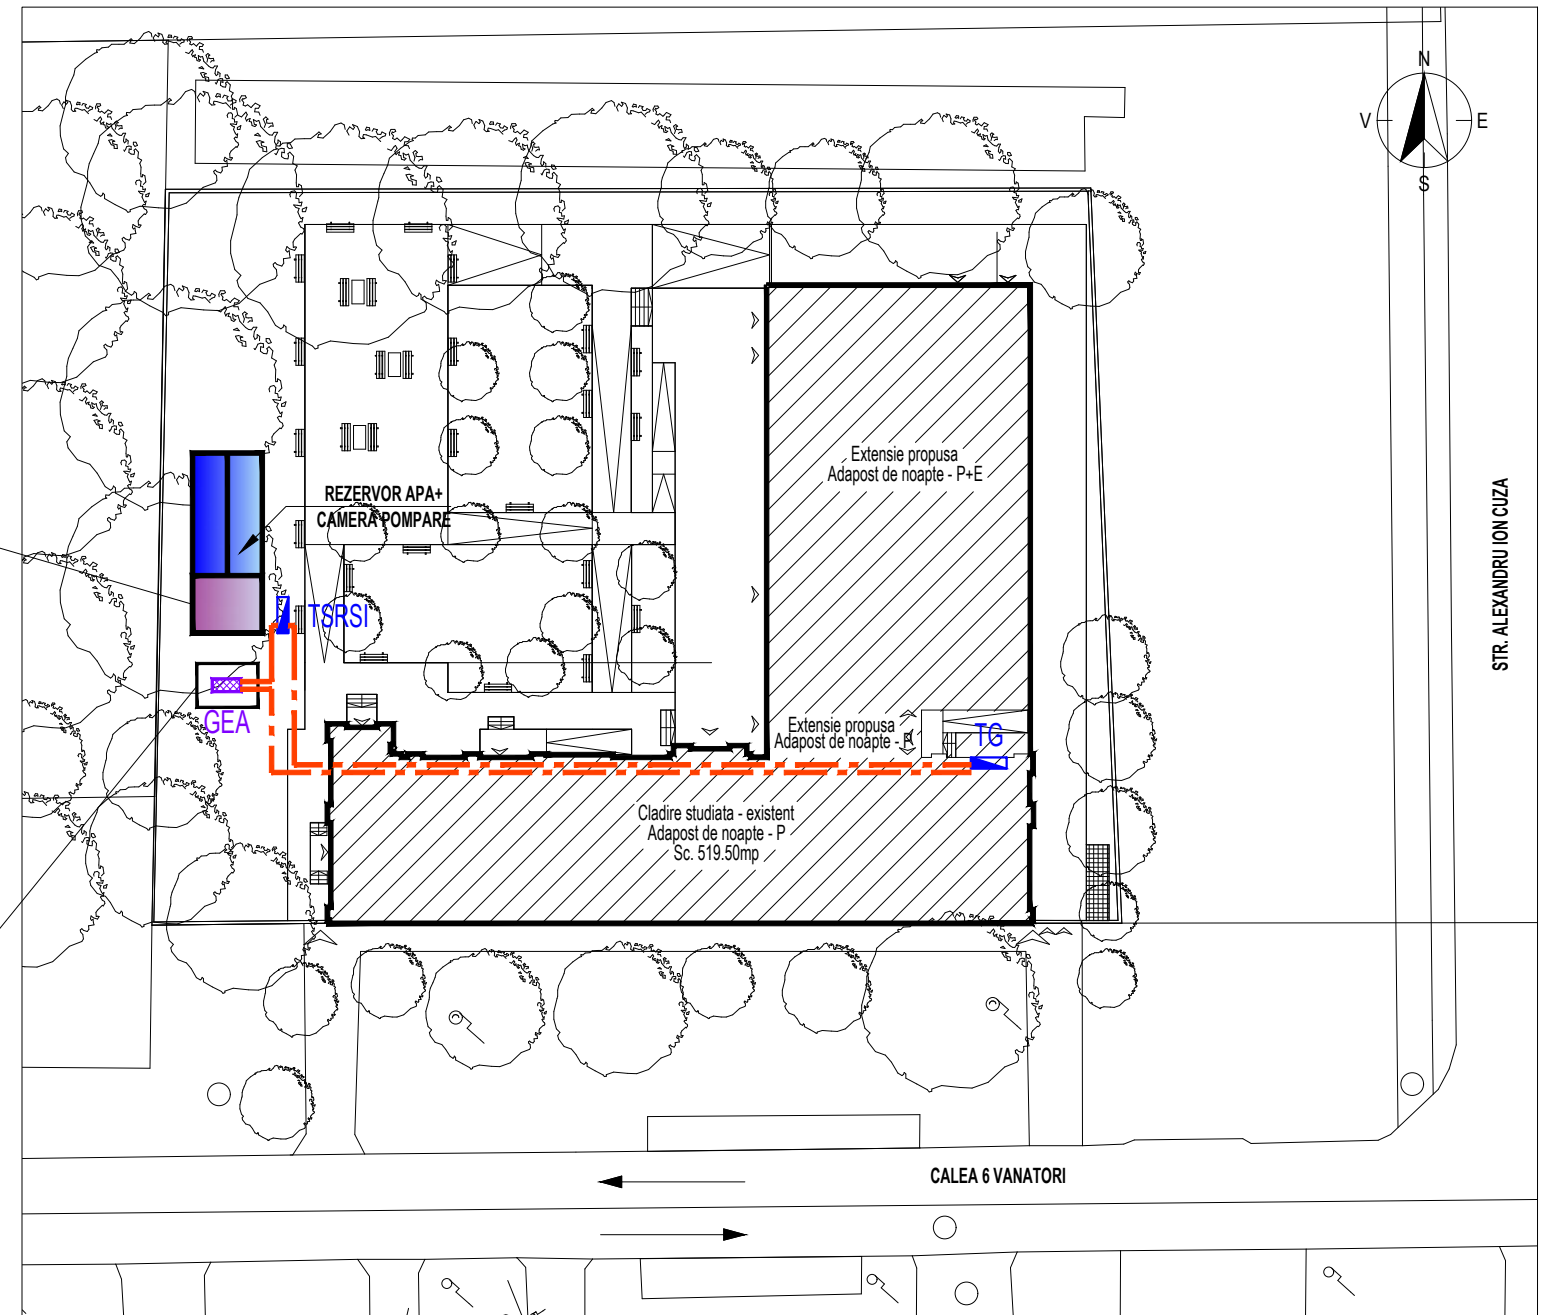 N
V
E
S
Extensie propusa
Adapost de noapte - P+E
REZERVOR APA+
CAMERA POMPARE
STR. ALEXANDRU ION CUZA
TSRSI
GEA
Extensie propusa
Adapost de noapte - P
TG
Cladire studiata - existent
Adapost de noapte - P
Sc. 519.50mp
CALEA 6 VANATORI